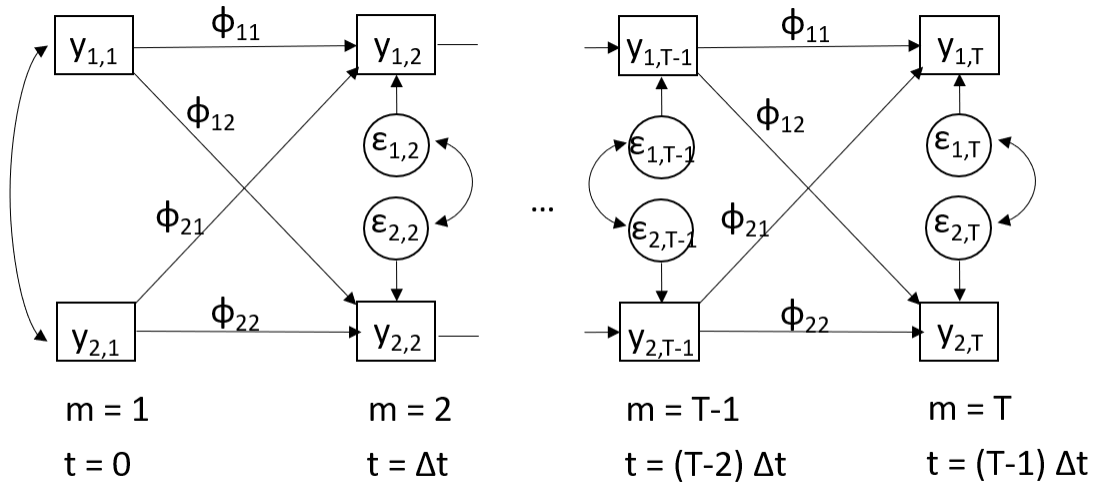 ϕ11 ϕ11
y1,1 y1,2 y1,T-1 y1,T
ϕ12 ϕ12
ε1,2 ε1,T-1 ε1,T
...
ϕ21 ϕ21
ε2,2 ε2,T-1 ε2,T
ϕ22 ϕ22
y2,1 y2,2 y2,T-1 y2,T
m = 1 m = 2 m = T-1 m = T
t = 0 t = Δt t = (T-2) Δt t = (T-1) Δt